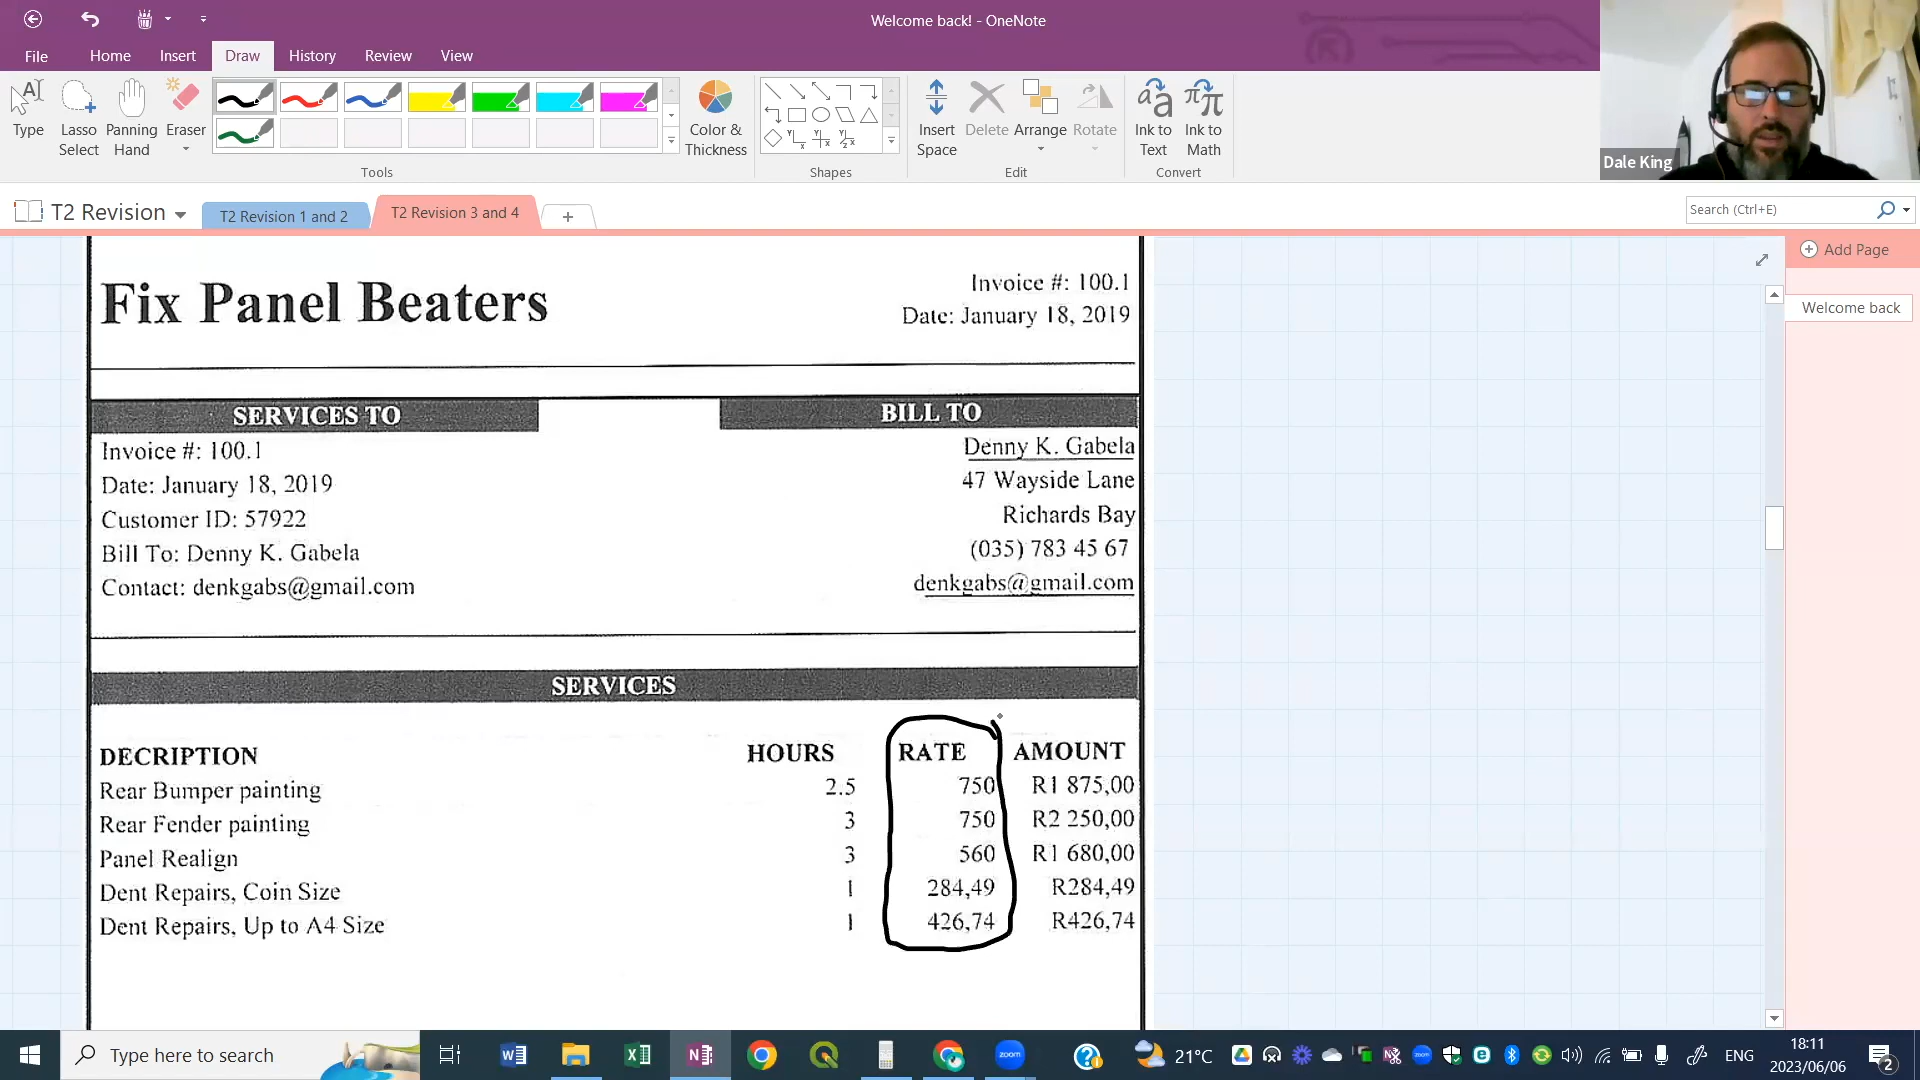 Welcome back! - OneNote
File Home Insert Draw History Review View
Type
Lasso Select
Panning Hand
Eraser
Color & Thickness
Insert Space
Delete
Arrange
Rotate
Ink to Text
Ink to Math
Tools
Shapes
Edit
Convert
Dale King
T2 Revision
T2 Revision 1 and 2
T2 Revision 3 and 4
Search (Ctrl+E)
Add Page
Welcome back
Fix Panel Beaters
Invoice #: 100.1
Date: January 18, 2019
SERVICES TO
Invoice #: 100.1
Date: January 18, 2019
Customer ID: 57922
Bill To: Denny K. Gabela
Contact: denkgabs@gmail.com
BILL TO
Denny K. Gabela
47 Wayside Lane
Richards Bay
(035) 783 45 67
denkgabs@gmail.com
SERVICES
DECRIPTION HOURS RATE AMOUNT
Rear Bumper painting 2.5 750 R1 875,00
Rear Fender painting 3 750 R2 250,00
Panel Realign 3 560 R1 680,00
Dent Repairs, Coin Size 1 284,49 R284,49
Dent Repairs, Up to A4 Size 1 426,74 R426,74
Type here to search
zoom
21°C
ENG
18:11
2023/06/06
2